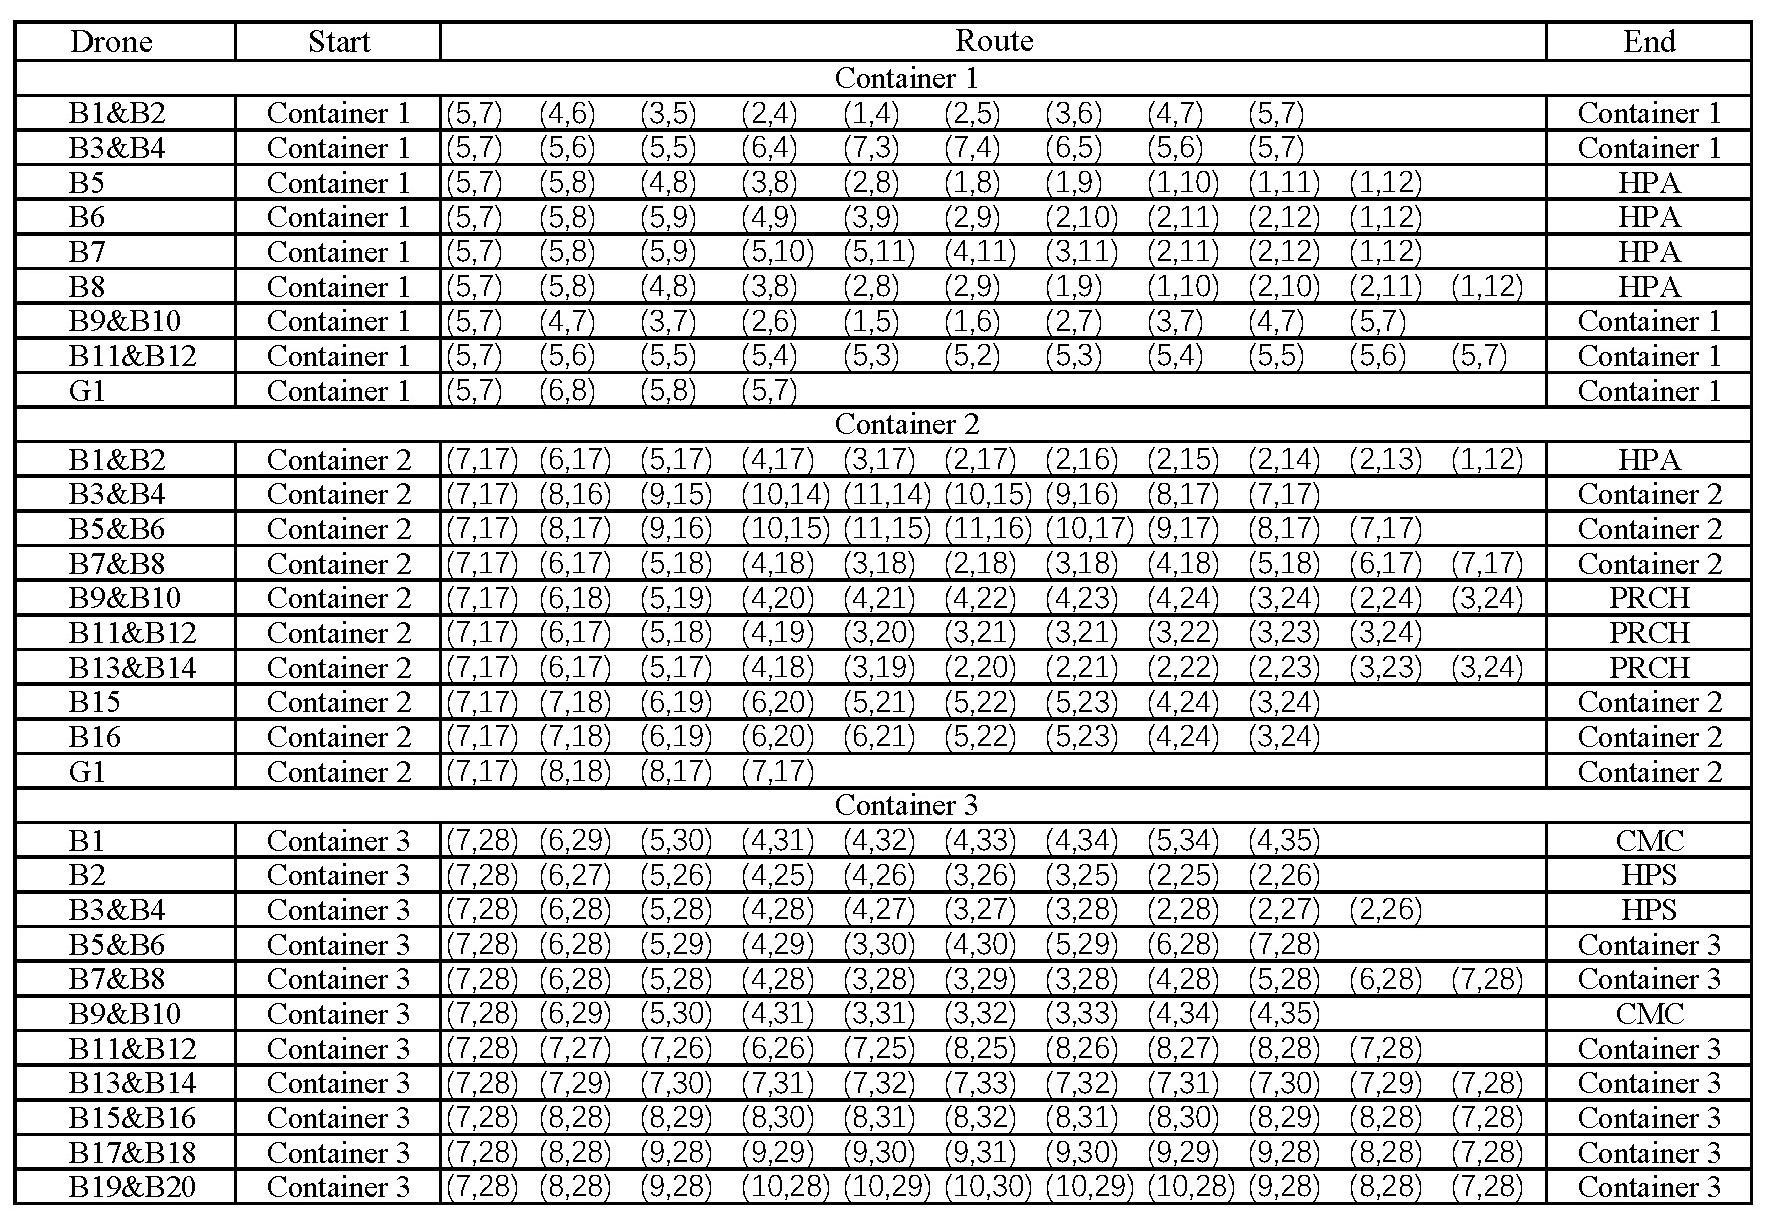 Drone Start Route End
Container 1
B1&B2 Container 1 (5,7) (4,6) (3,5) (2,4) (1,4) (2,5) (3,6) (4,7) (5,7) Container 1
B3&B4 Container 1 (5,7) (5,6) (5,5) (6,4) (7,3) (7,4) (6,5) (5,6) (5,7) Container 1
B5 Container 1 (5,7) (5,8) (4,8) (3,8) (2,8) (1,8) (1,9) (1,10) (1,11) (1,12) HPA
B6 Container 1 (5,7) (5,8) (5,9) (4,9) (3,9) (2,9) (2,10) (2,11) (2,12) (1,12) HPA
B7 Container 1 (5,7) (5,8) (5,9) (5,10) (5,11) (4,11) (3,11) (2,11) (2,12) (1,12) HPA
B8 Container 1 (5,7) (5,8) (4,8) (3,8) (2,8) (2,9) (1,9) (1,10) (2,10) (2,11) (1,12) HPA
B9&B10 Container 1 (5,7) (4,7) (3,7) (2,6) (1,5) (1,6) (2,7) (3,7) (4,7) (5,7) Container 1
B11&B12 Container 1 (5,7) (5,6) (5,5) (5,4) (5,3) (5,2) (5,3) (5,4) (5,5) (5,6) (5,7) Container 1
G1 Container 1 (5,7) (6,8) (5,8) (5,7) Container 1
Container 2
B1&B2 Container 2 (7,17) (6,17) (5,17) (4,17) (3,17) (2,17) (2,16) (2,15) (2,14) (2,13) (1,12) HPA
B3&B4 Container 2 (7,17) (8,16) (9,15) (10,14) (11,14) (10,15) (9,16) (8,17) (7,17) Container 2
B5&B6 Container 2 (7,17) (8,17) (9,16) (10,15) (11,15) (11,16) (10,17) (9,17) (8,17) (7,17) Container 2
B7&B8 Container 2 (7,17) (6,17) (5,18) (4,18) (3,18) (2,18) (3,18) (4,18) (5,18) (6,17) (7,17) Container 2
B9&B10 Container 2 (7,17) (6,18) (5,19) (4,20) (4,21) (4,22) (4,23) (4,24) (3,24) (2,24) (3,24) PRCH
B11&B12 Container 2 (7,17) (6,17) (5,18) (4,19) (3,20) (3,21) (3,21) (3,22) (3,23) (3,24) PRCH
B13&B14 Container 2 (7,17) (6,17) (5,17) (4,18) (3,19) (2,20) (2,21) (2,22) (2,23) (3,23) (3,24) PRCH
B15 Container 2 (7,17) (7,18) (6,19) (6,20) (5,21) (5,22) (5,23) (4,24) (3,24) Container 2
B16 Container 2 (7,17) (7,18) (6,19) (6,20) (6,21) (5,22) (5,23) (4,24) (3,24) Container 2
G1 Container 2 (7,17) (8,18) (8,17) (7,17) Container 2
Container 3
B1 Container 3 (7,28) (6,29) (5,30) (4,31) (4,32) (4,33) (4,34) (5,34) (4,35) CMC
B2 Container 3 (7,28) (6,27) (5,26) (4,25) (4,26) (3,26) (3,25) (2,25) (2,26) HPS
B3&B4 Container 3 (7,28) (6,28) (5,28) (4,28) (4,27) (3,27) (3,28) (2,28) (2,27) (2,26) HPS
B5&B6 Container 3 (7,28) (6,28) (5,29) (4,29) (3,30) (4,30) (5,29) (6,28) (7,28) Container 3
B7&B8 Container 3 (7,28) (6,28) (5,28) (4,28) (3,28) (3,29) (3,28) (4,28) (5,28) (6,28) (7,28) Container 3
B9&B10 Container 3 (7,28) (6,29) (5,30) (4,31) (3,31) (3,32) (3,33) (4,34) (4,35) CMC
B11&B12 Container 3 (7,28) (7,27) (7,26) (6,26) (7,25) (8,25) (8,26) (8,27) (8,28) (7,28) Container 3
B13&B14 Container 3 (7,28) (7,29) (7,30) (7,31) (7,32) (7,33) (7,32) (7,31) (7,30) (7,29) (7,28) Container 3
B15&B16 Container 3 (7,28) (8,28) (8,29) (8,30) (8,31) (8,32) (8,31) (8,30) (8,29) (8,28) (7,28) Container 3
B17&B18 Container 3 (7,28) (8,28) (9,28) (9,29) (9,30) (9,31) (9,30) (9,29) (9,28) (8,28) (7,28) Container 3
B19&B20 Container 3 (7,28) (8,28) (9,28) (10,28) (10,29) (10,30) (10,29) (10,28) (9,28) (8,28) (7,28) Container 3